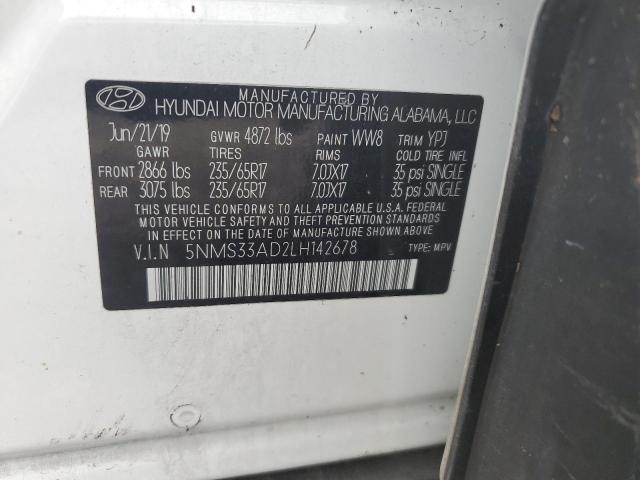 MANUFACTURED BY
HYUNDAI MOTOR MANUFACTURING ALABAMA, LLC
Jun/21/19 GVWR 4872 lbs PAINT WW8 TRIM YPJ
GAWR TIRES RIMS COLD TIRE INFL
FRONT 2866 lbs 235/65R17 7.0JX17 35 psi SINGLE
REAR 3075 lbs 235/65R17 7.0JX17 35 psi SINGLE
THIS VEHICLE CONFORMS TO ALL APPLICABLE U.S.A. FEDERAL
MOTOR VEHICLE SAFETY AND THEFT PREVENTION STANDARDS
IN EFFECT ON THE DATE OF MANUFACTURE SHOWN ABOVE.
V.I.N 5NMS33AD2LH142678 TYPE: MPV